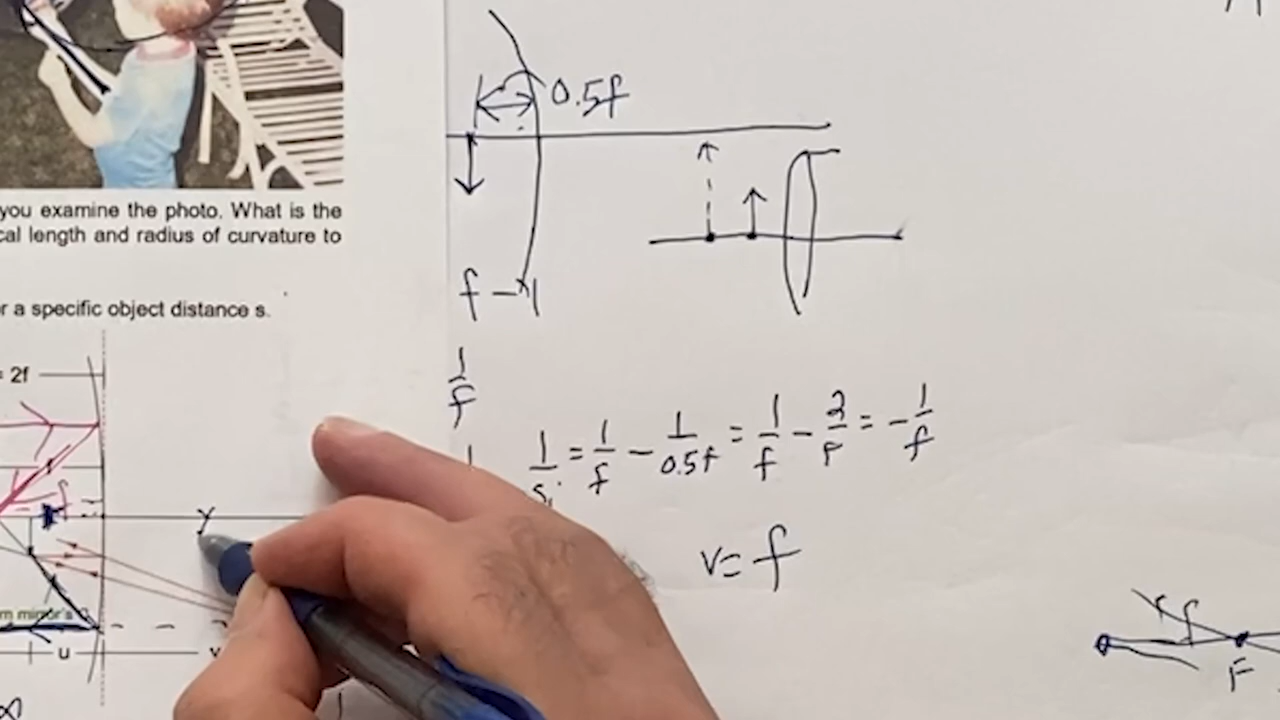 you examine the photo. What is the
cal length and radius of curvature to
r a specific object distance s.
= 2f
f
m mirror's
u
0.5f
f
1/f
1/s = 1/f - 1/0.5f = 1/f - 2/f = -1/f
v = f
f
F